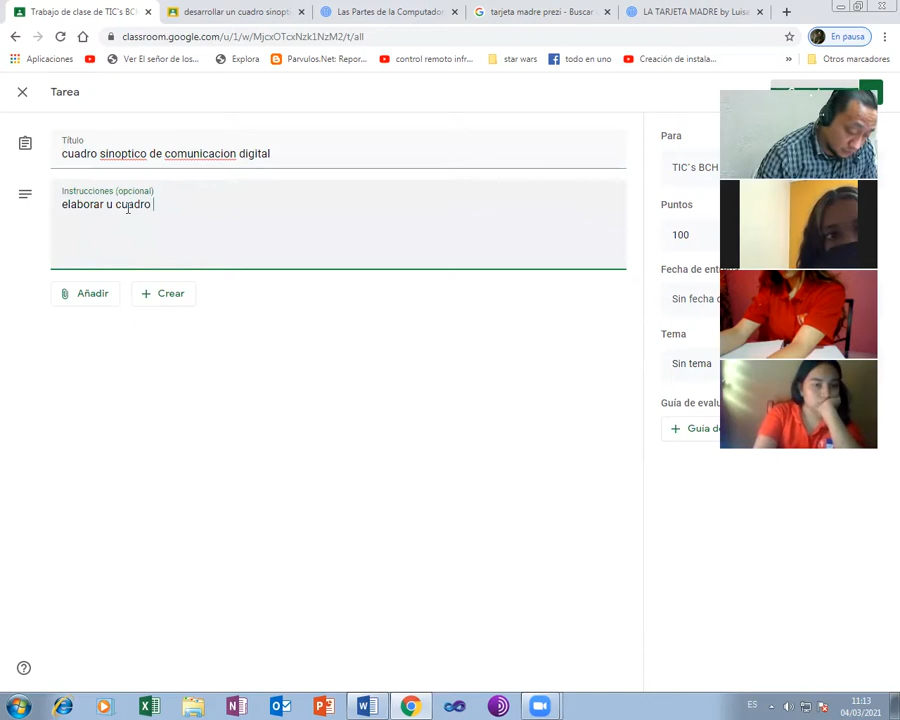 Trabajo de clase de TIC's BCH
desarrollar un cuadro sinopt
Las Partes de la Computador
tarjeta madre prezi - Buscar
LA TARJETA MADRE by Luisa
classroom.google.com/u/1/w/MjcxOTcxNzk1NzM2/t/all
En pausa
Aplicaciones
Ver El señor de los...
Explora
Parvulos.Net: Repor...
control remoto infr...
star wars
todo en uno
Creación de instala...
»
Otros marcadores
Tarea
Título
cuadro sinoptico de comunicacion digital
Instrucciones (opcional)
elaborar u cuadro
Añadir
Crear
Para
TIC`s BCH
Puntos
100
Fecha de entr
Sin fecha
Tema
Sin tema
Guía de evalu
Guía de
ES
11:13
04/03/2021